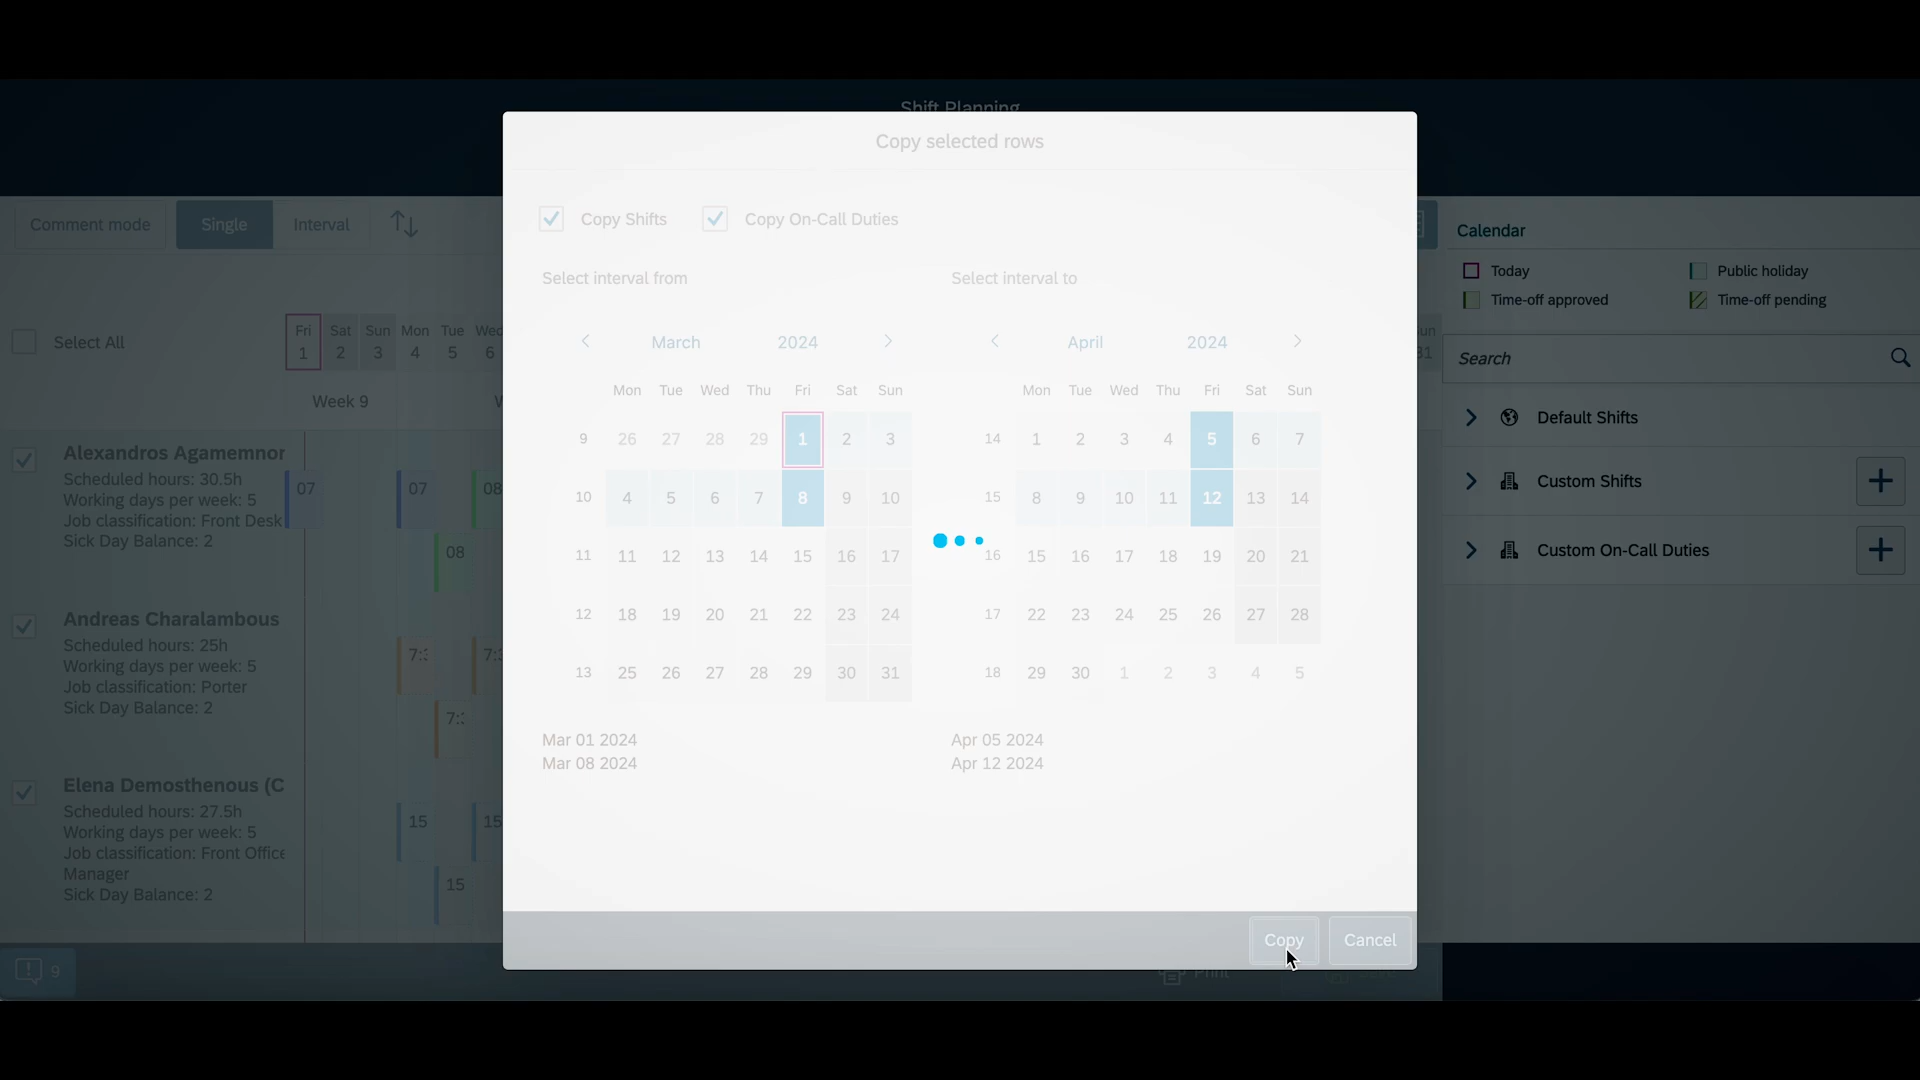 Shift Planning
Copy selected rows
Copy Shifts
Copy On-Call Duties
Select interval from
Select interval to
March 2024
April 2024
Mon Tue Wed Thu Fri Sat Sun
9 26 27 28 29 1 2 3
10 4 5 6 7 8 9 10
11 11 12 13 14 15 16 17
12 18 19 20 21 22 23 24
13 25 26 27 28 29 30 31
Mon Tue Wed Thu Fri Sat Sun
14 1 2 3 4 5 6 7
15 8 9 10 11 12 13 14
16 15 16 17 18 19 20 21
17 22 23 24 25 26 27 28
18 29 30 1 2 3 4 5
Mar 01 2024
Mar 08 2024
Apr 05 2024
Apr 12 2024
Copy
Cancel
Comment mode
Single
Interval
Select All
Fri Sat Sun Mon Tue Wed
1 2 3 4 5 6
Week 9
Alexandros Agamemnor
Scheduled hours: 30.5h
Working days per week: 5
Job classification: Front Desk
Sick Day Balance: 2
07 07 08
08
Andreas Charalambous
Scheduled hours: 25h
Working days per week: 5
Job classification: Porter
Sick Day Balance: 2
Elena Demosthenous (C
Scheduled hours: 27.5h
Working days per week: 5
Job classification: Front Office
Manager
Sick Day Balance: 2
15 15
15
9
Print
Calendar
Today
Public holiday
Time-off approved
Time-off pending
Search
Default Shifts
Custom Shifts
Custom On-Call Duties